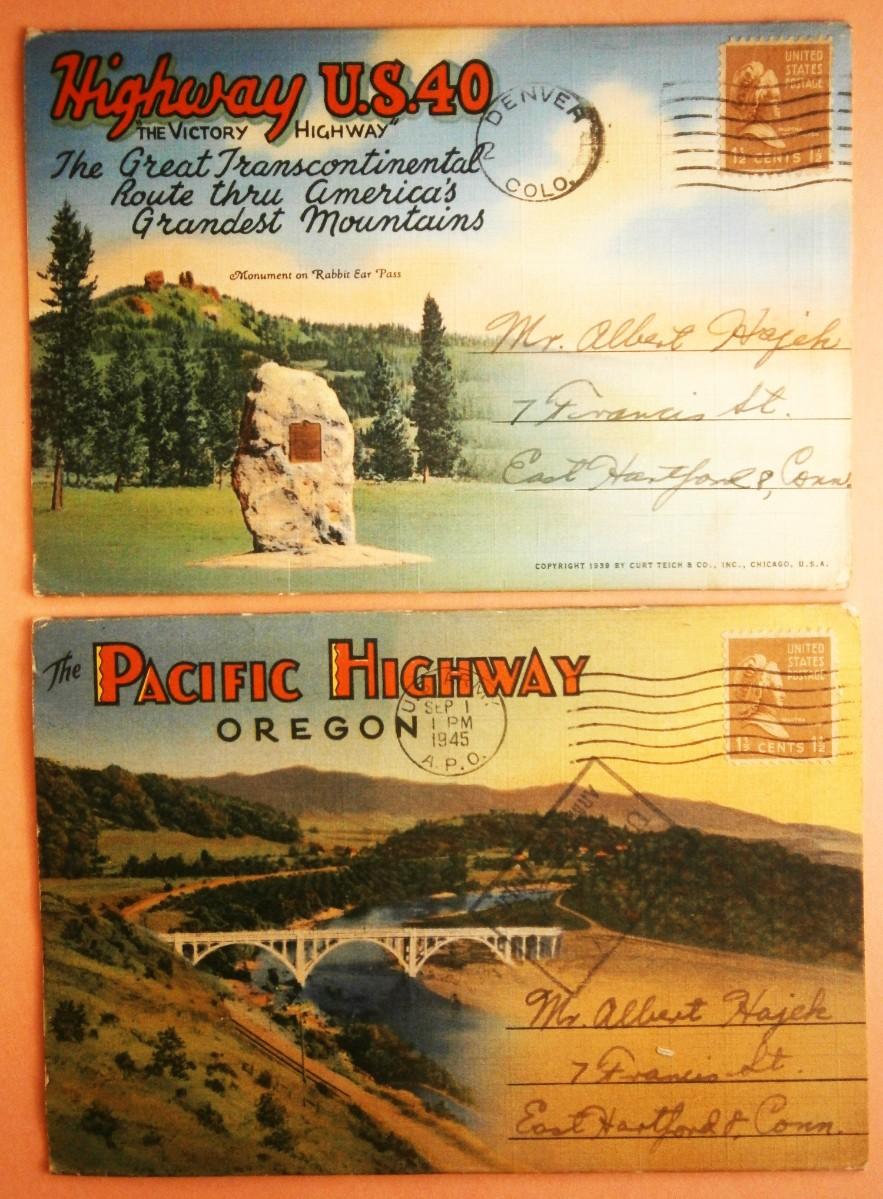 Highway U.S.40
"THE VICTORY HIGHWAY"
The Great Transcontinental
Route thru America's
Grandest Mountains
Monument on Rabbit Ear Pass
DENVER
2
COLO.
UNITED
STATES
POSTAGE
1½ CENTS 1½
Mr. Albert Hajek
7 Francis St.
East Hartford 8, Conn.
COPYRIGHT 1939 BY CURT TEICH & CO., INC., CHICAGO, U.S.A.
The PACIFIC HIGHWAY
OREGON
SEP 1
1 PM
1945
A.P.O.
UNITED
STATES
POSTAGE
1½ CENTS 1½
Mr. Albert Hajek
7 Francis St.
East Hartford 8, Conn.